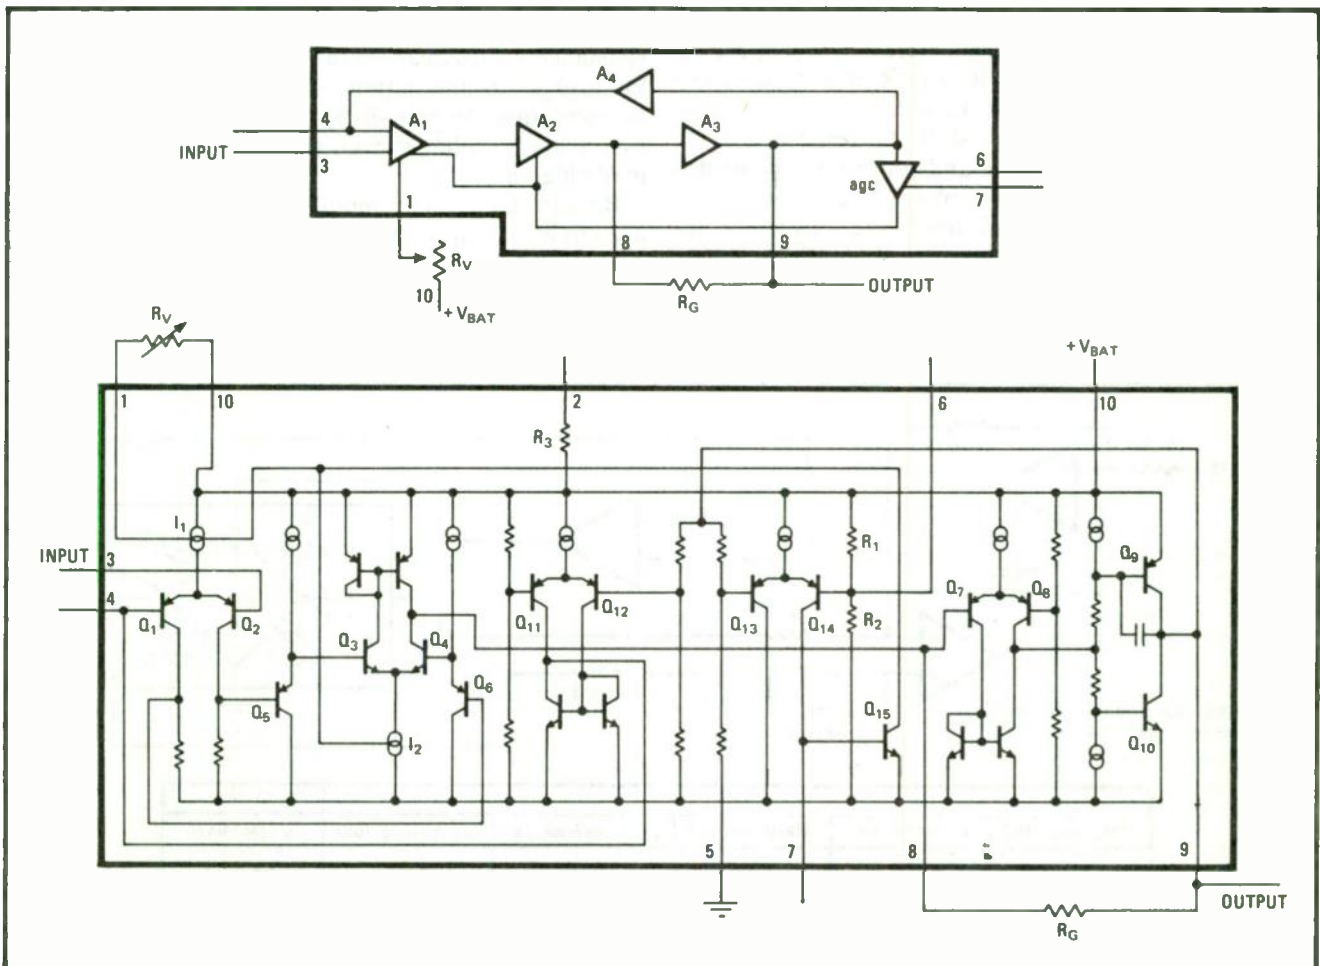 A4
4
A1
A2
A3
INPUT
3
6
agc
7
1
8
9
RV
10
+ VBAT
RG
OUTPUT
RV
+ VBAT
1
10
2
6
10
R3
I1
INPUT
3
4
Q1
Q2
Q3
Q4
Q5
Q6
I2
Q11
Q12
Q13
Q14
R1
R2
Q15
Q7
Q8
Q9
Q10
5
7
8
9
OUTPUT
RG